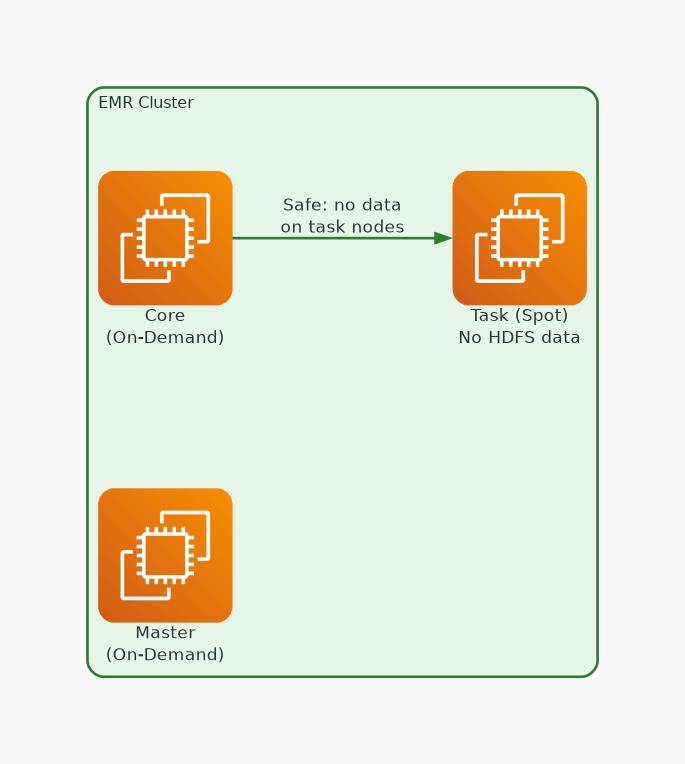 EMR Cluster
Safe: no data
on task nodes
Core
(On-Demand)
Task (Spot)
No HDFS data
Master
(On-Demand)